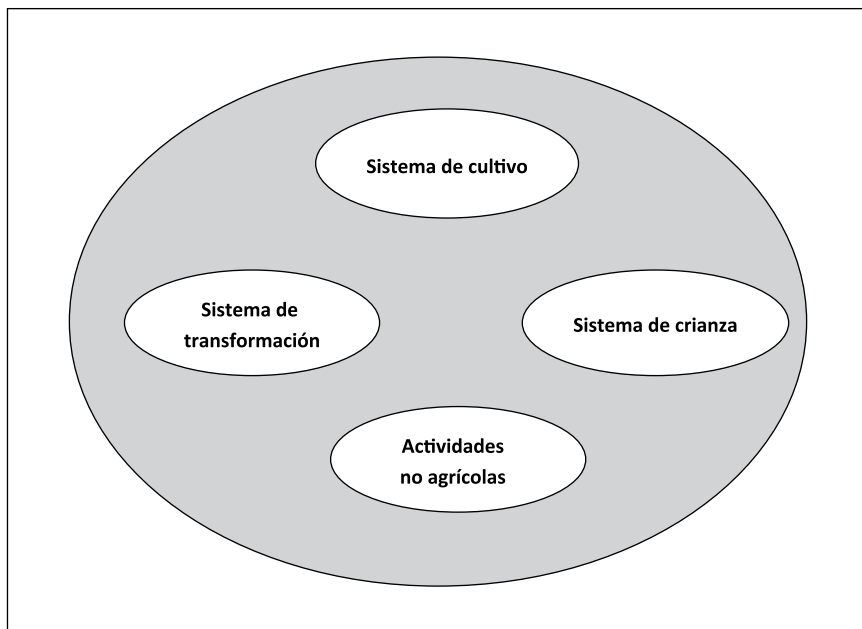 Sistema de cultivo
Sistema de
transformación
Sistema de crianza
Actividades
no agrícolas